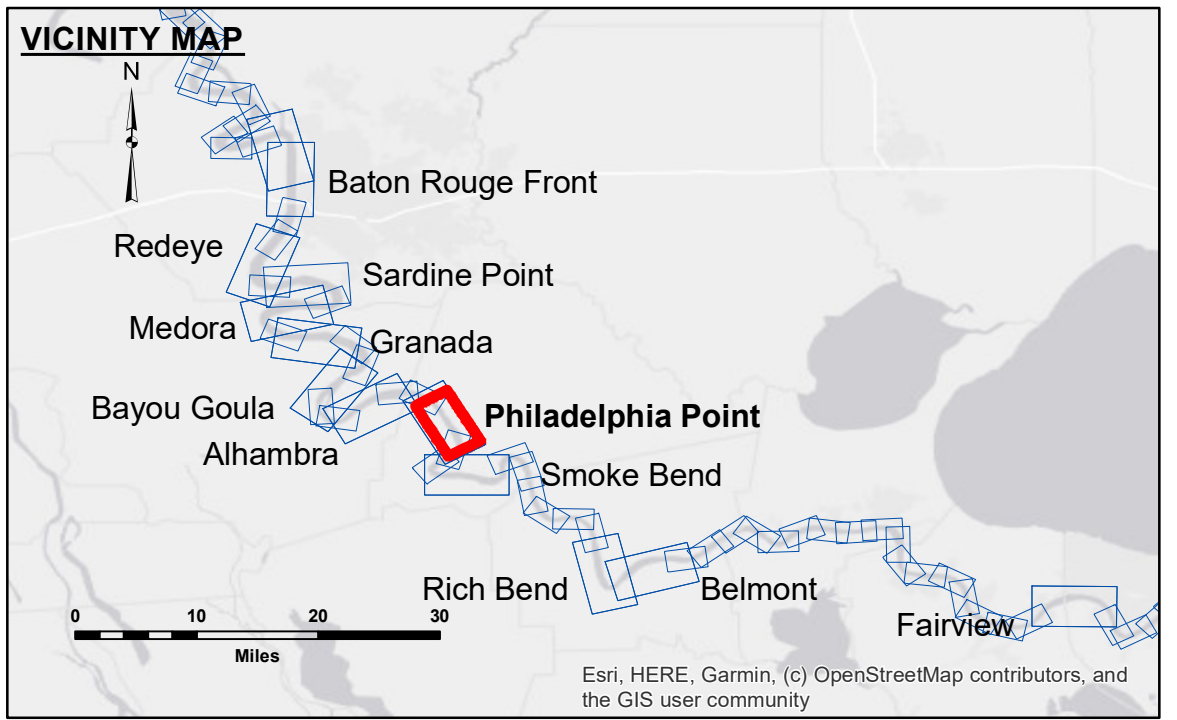 VICINITY MAP
N
Baton Rouge Front
Redeye
Sardine Point
Medora
Granada
Bayou Goula
Philadelphia Point
Alhambra
Smoke Bend
Rich Bend
Belmont
Fairview
0 10 20 30
Miles
Esri, HERE, Garmin, (c) OpenStreetMap contributors, and
the GIS user community